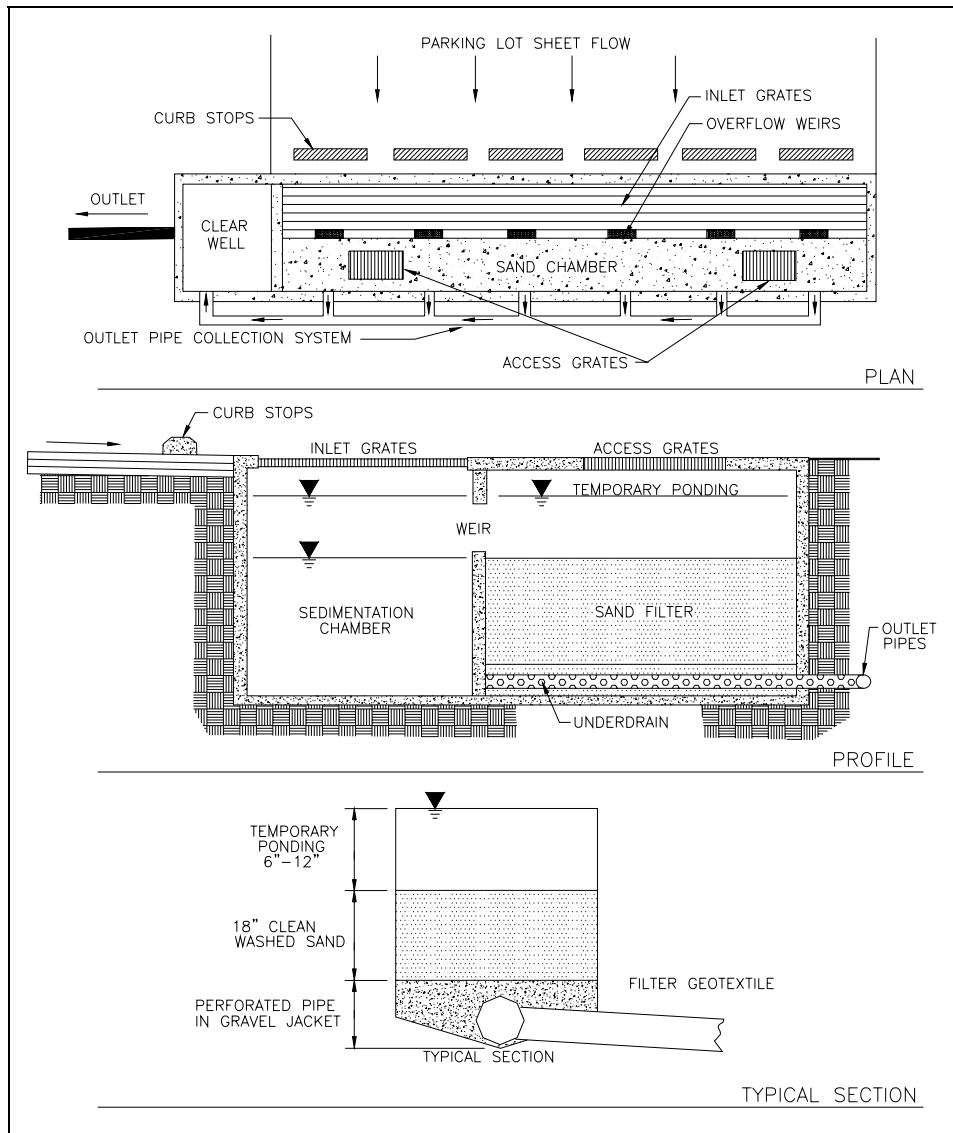 PARKING LOT SHEET FLOW
INLET GRATES
CURB STOPS
OVERFLOW WEIRS
OUTLET
CLEAR
WELL
SAND CHAMBER
OUTLET PIPE COLLECTION SYSTEM
ACCESS GRATES
PLAN
CURB STOPS
INLET GRATES
ACCESS GRATES
TEMPORARY PONDING
WEIR
SEDIMENTATION
CHAMBER
SAND FILTER
OUTLET
PIPES
UNDERDRAIN
PROFILE
TEMPORARY
PONDING
6"-12"
18" CLEAN
WASHED SAND
FILTER GEOTEXTILE
PERFORATED PIPE
IN GRAVEL JACKET
TYPICAL SECTION
TYPICAL SECTION